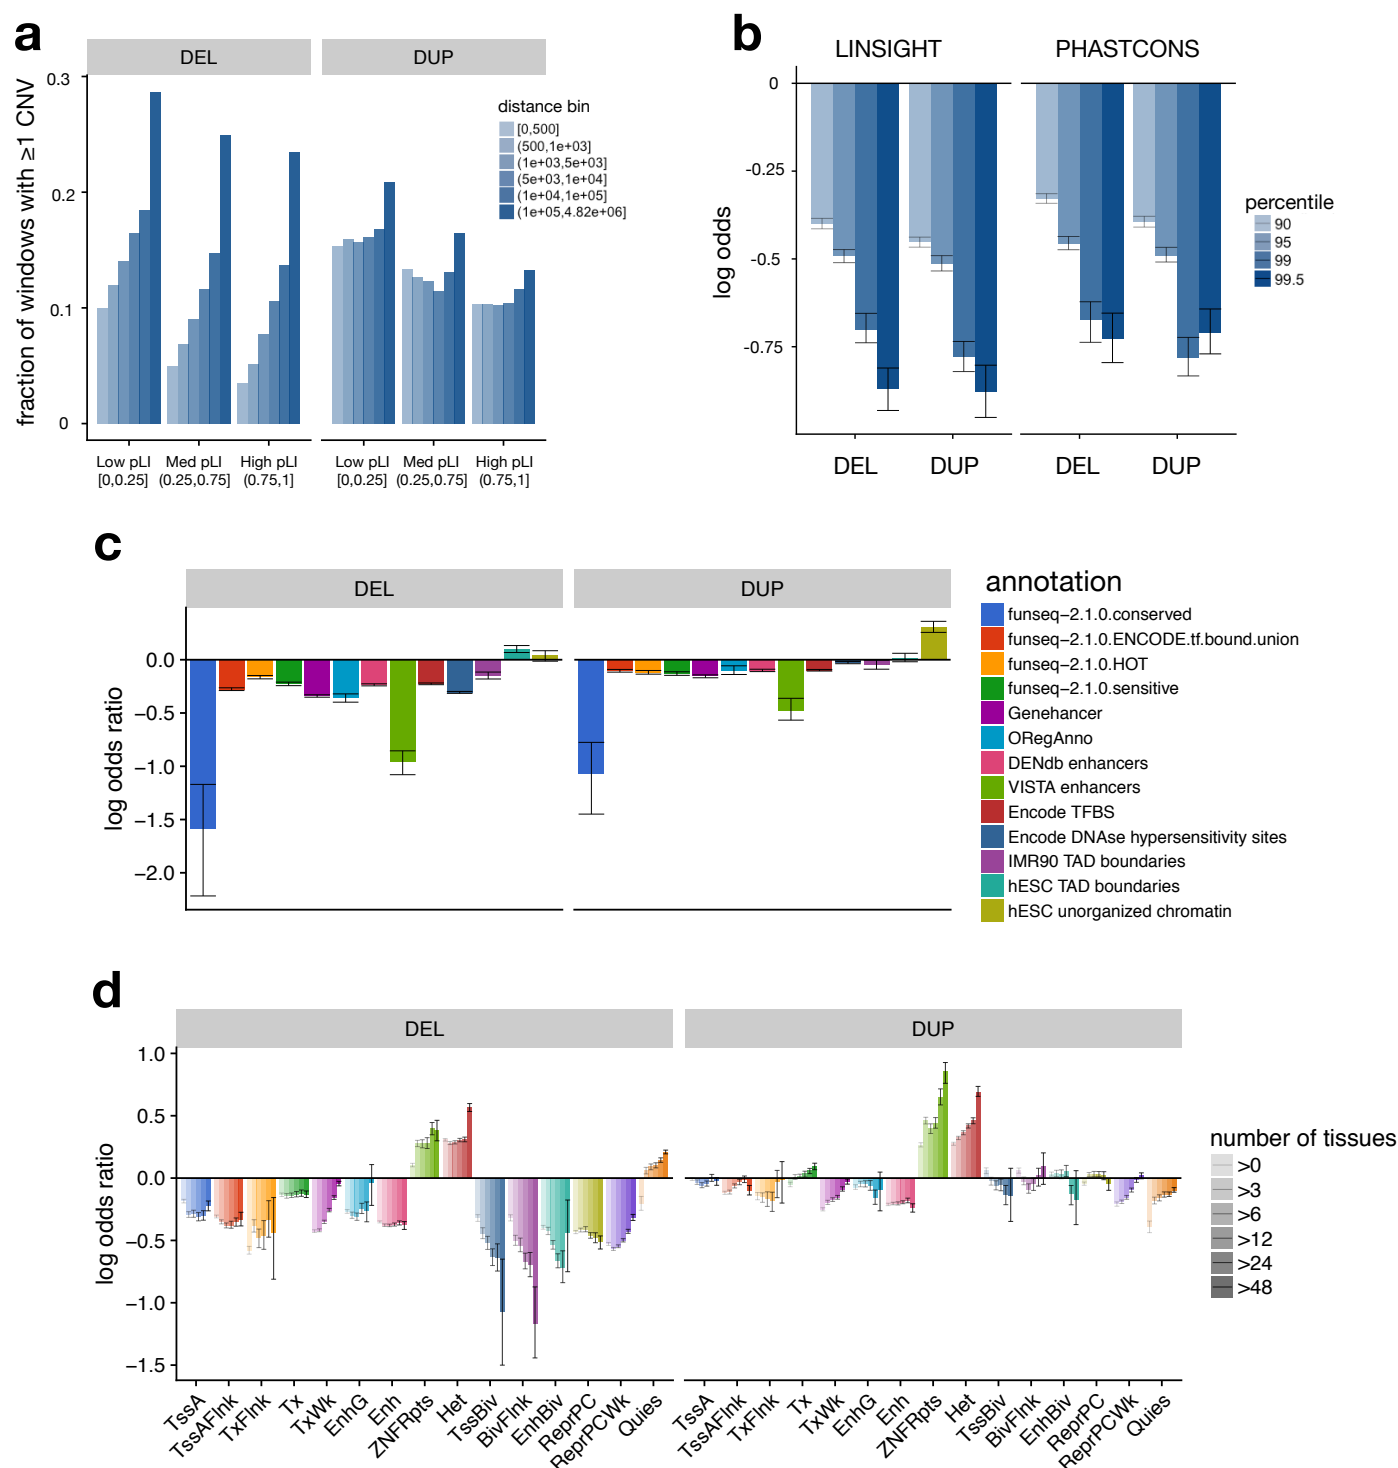 a
DEL
DUP
fraction of windows with ≥1 CNV
0.3
0.2
0.1
0
distance bin
[0,500]
(500,1e+03]
(1e+03,5e+03]
(5e+03,1e+04]
(1e+04,1e+05]
(1e+05,4.82e+06]
Low pLI
[0,0.25]
Med pLI
(0.25,0.75]
High pLI
(0.75,1]
Low pLI
[0,0.25]
Med pLI
(0.25,0.75]
High pLI
(0.75,1]
b
LINSIGHT
PHASTCONS
log odds
0
-0.25
-0.5
-0.75
percentile
90
95
99
99.5
DEL
DUP
DEL
DUP
c
DEL
DUP
log odds ratio
0.0
−0.5
−1.0
−1.5
−2.0
annotation
funseq−2.1.0.conserved
funseq−2.1.0.ENCODE.tf.bound.union
funseq−2.1.0.HOT
funseq−2.1.0.sensitive
Genehancer
ORegAnno
DENdb enhancers
VISTA enhancers
Encode TFBS
Encode DNAse hypersensitivity sites
IMR90 TAD boundaries
hESC TAD boundaries
hESC unorganized chromatin
d
DEL
DUP
log odds ratio
1.0
0.5
0.0
−0.5
−1.0
−1.5
number of tissues
>0
>3
>6
>12
>24
>48
TssA
TssAFlnk
TxFlnk
Tx
TxWk
EnhG
Enh
ZNFRpts
Het
TssBiv
BivFlnk
EnhBiv
ReprPC
ReprPCWk
Quies
TssA
TssAFlnk
TxFlnk
Tx
TxWk
EnhG
Enh
ZNFRpts
Het
TssBiv
BivFlnk
EnhBiv
ReprPC
ReprPCWk
Quies